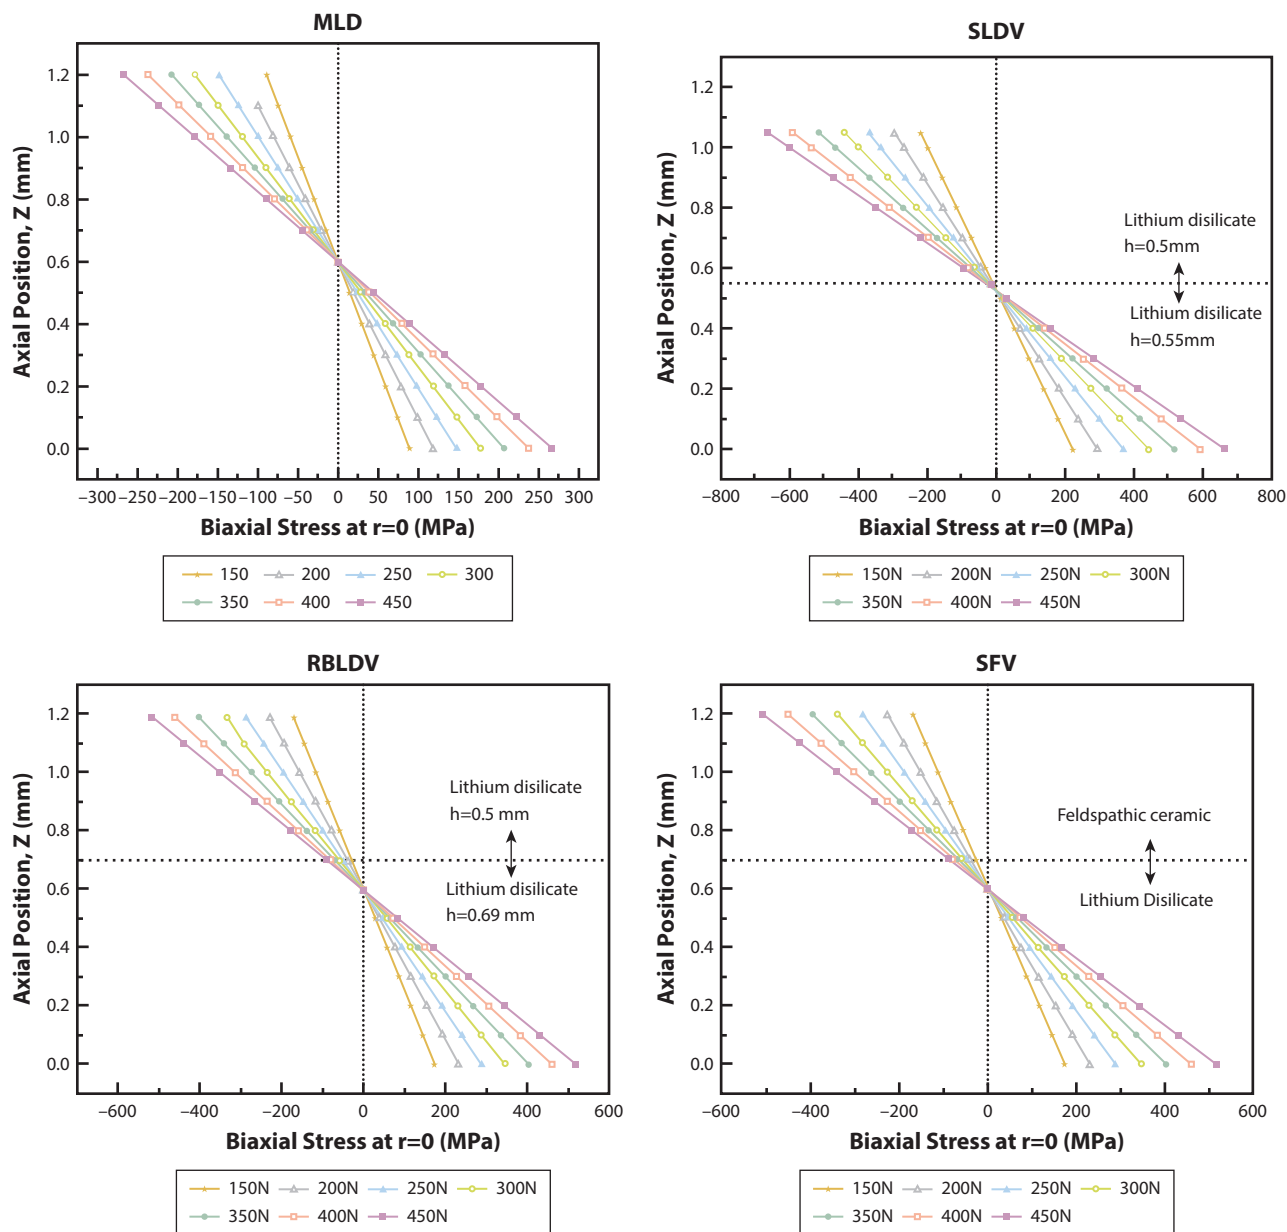 MLD
Axial Position, Z (mm)
1.2
1.0
0.8
0.6
0.4
0.2
0.0
−300 −250 −200 −150 −100 −50 0 50 100 150 200 250 300
Biaxial Stress at r=0 (MPa)
150 200 250 300
350 400 450
SLDV
Axial Position, Z (mm)
1.2
1.0
0.8
0.6
0.4
0.2
0.0
Lithium disilicate
h=0.5mm
Lithium disilicate
h=0.55mm
−800 −600 −400 −200 0 200 400 600 800
Biaxial Stress at r=0 (MPa)
150N 200N 250N 300N
350N 400N 450N
RBLDV
Axial Position, Z (mm)
1.2
1.0
0.8
0.6
0.4
0.2
0.0
Lithium disilicate
h=0.5 mm
Lithium disilicate
h=0.69 mm
−600 −400 −200 0 200 400 600
Biaxial Stress at r=0 (MPa)
150N 200N 250N 300N
350N 400N 450N
SFV
Axial Position, Z (mm)
1.2
1.0
0.8
0.6
0.4
0.2
0.0
Feldspathic ceramic
Lithium Disilicate
−600 −400 −200 0 200 400 600
Biaxial Stress at r=0 (MPa)
150N 200N 250N 300N
350N 400N 450N